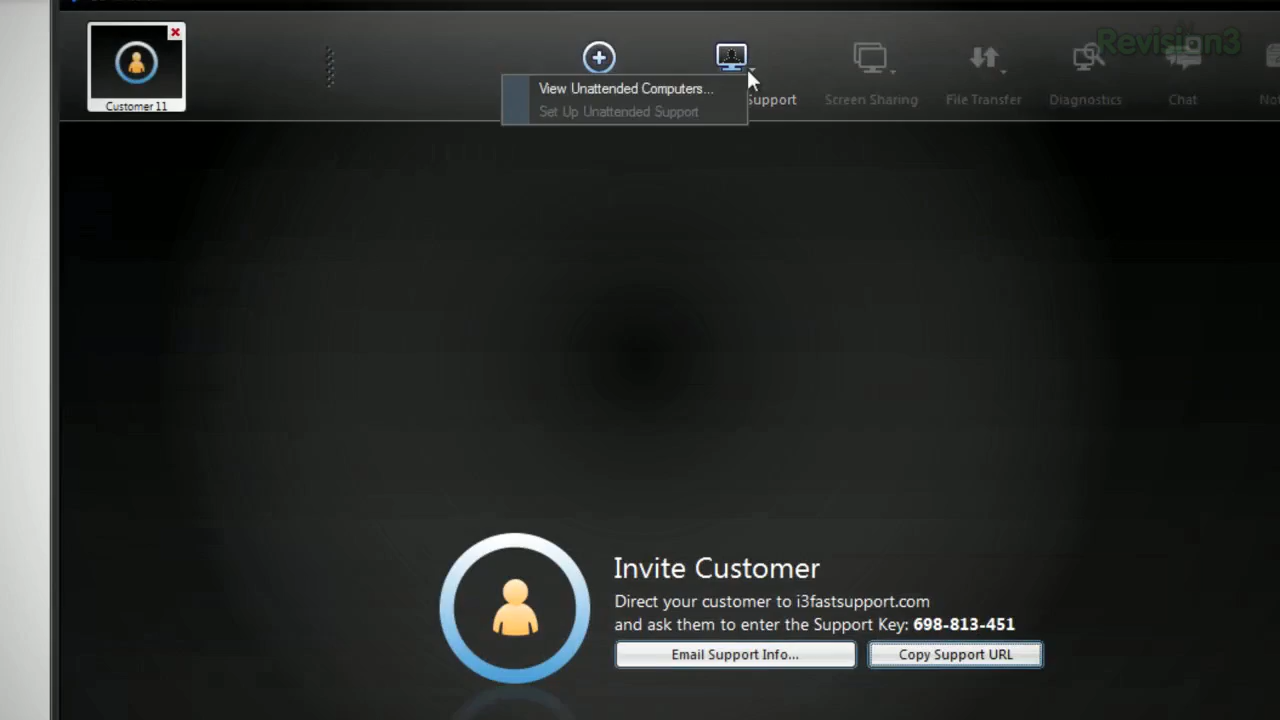 Revision3
Customer 11
View Unattended Computers...
Set Up Unattended Support
Support
Screen Sharing
File Transfer
Diagnostics
Chat
Invite Customer
Direct your customer to i3fastsupport.com
and ask them to enter the Support Key: 698-813-451
Email Support Info...
Copy Support URL